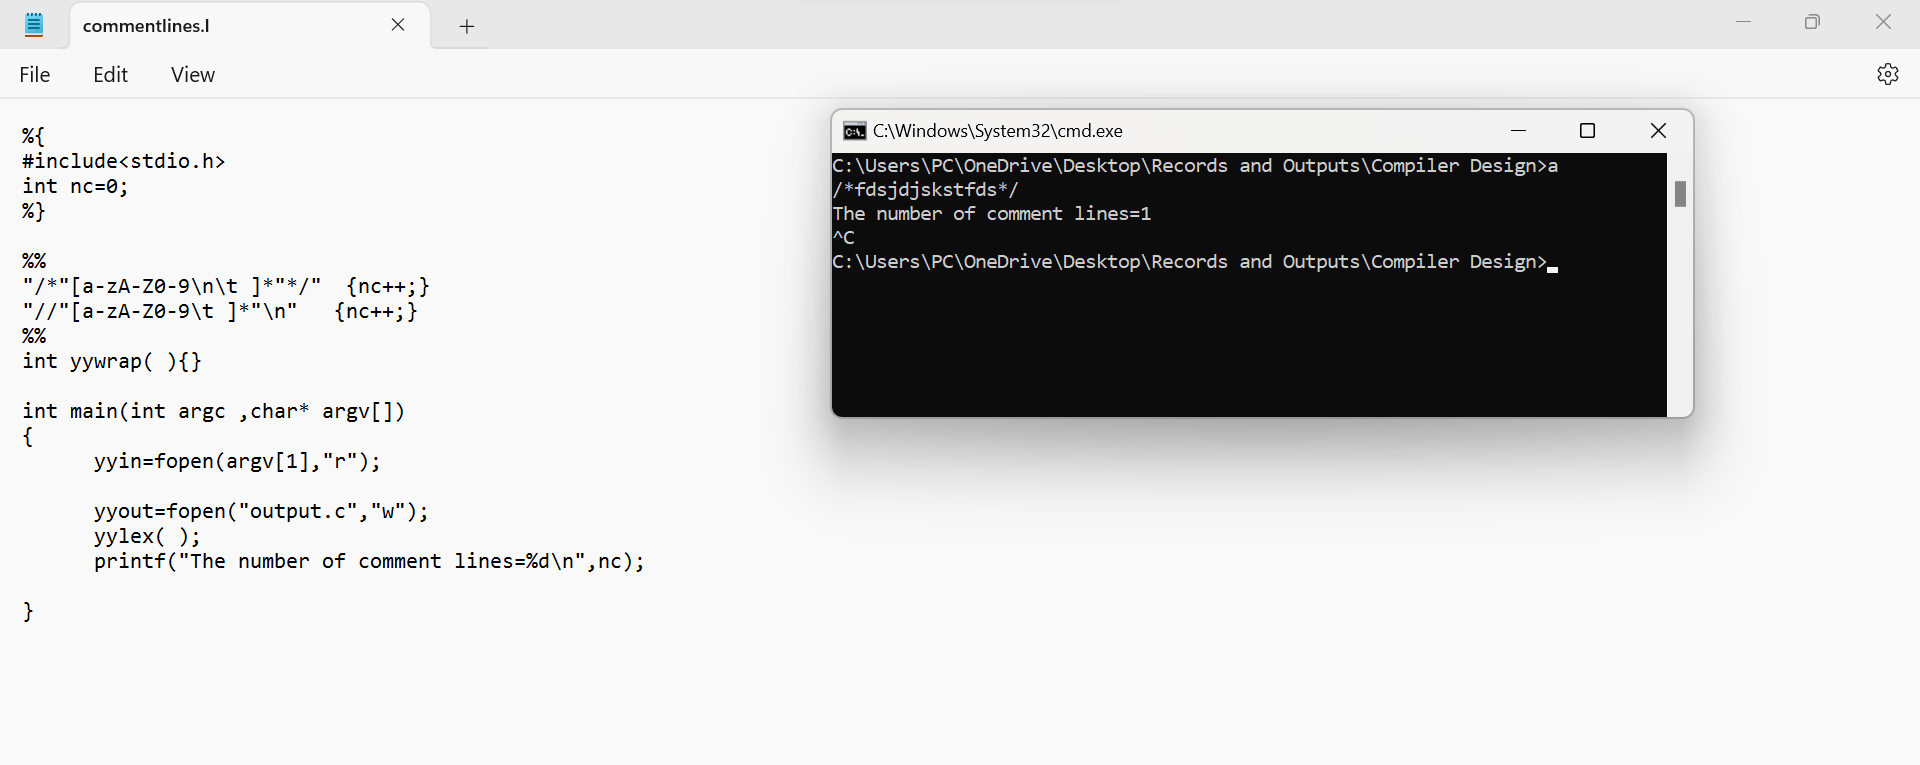 commentlines.l
File Edit View
%{
#include<stdio.h>
int nc=0;
%}
%%
"/*"[a-zA-Z0-9\n\t ]*"*/"  {nc++;}
"//"[a-zA-Z0-9\t ]*"\n"   {nc++;}
%%
int yywrap( ){}
int main(int argc ,char* argv[])
{
      yyin=fopen(argv[1],"r");
      yyout=fopen("output.c","w");
      yylex( );
      printf("The number of comment lines=%d\n",nc);
}
C:\Windows\System32\cmd.exe
C:\Users\PC\OneDrive\Desktop\Records and Outputs\Compiler Design>a
/*fdsjdjskstfds*/
The number of comment lines=1
^C
C:\Users\PC\OneDrive\Desktop\Records and Outputs\Compiler Design>